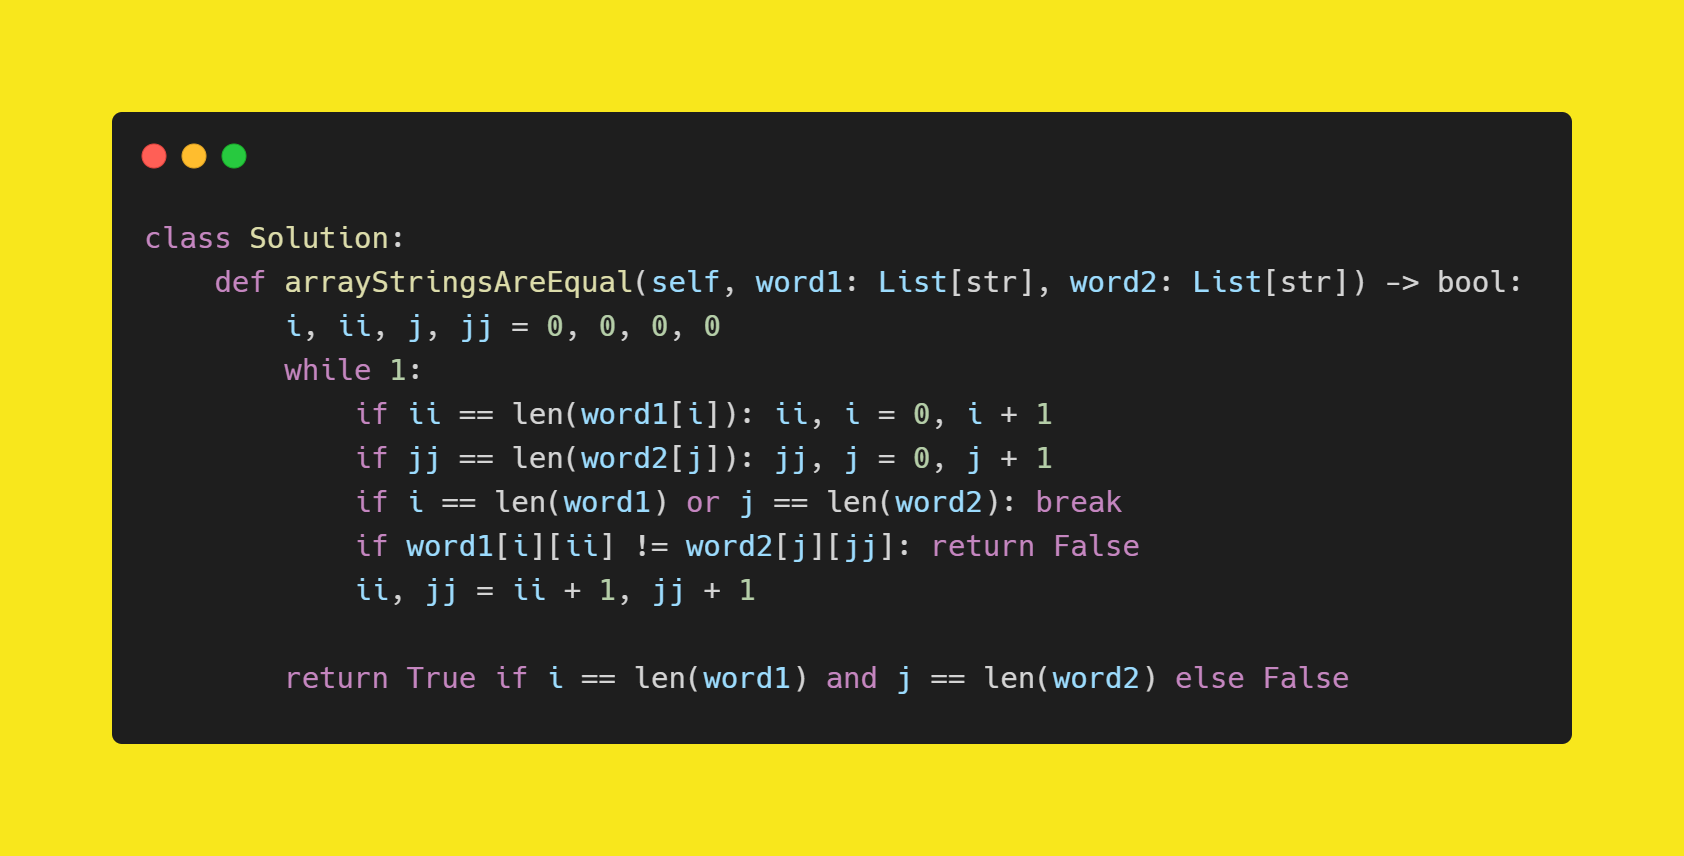 class Solution:
    def arrayStringsAreEqual(self, word1: List[str], word2: List[str]) -> bool:
        i, ii, j, jj = 0, 0, 0, 0
        while 1:
            if ii == len(word1[i]): ii, i = 0, i + 1
            if jj == len(word2[j]): jj, j = 0, j + 1
            if i == len(word1) or j == len(word2): break
            if word1[i][ii] != word2[j][jj]: return False
            ii, jj = ii + 1, jj + 1

        return True if i == len(word1) and j == len(word2) else False